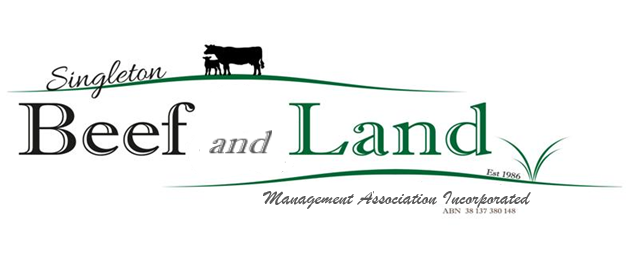 Singleton
Beef and Land
Est 1986
Management Association Incorporated
ABN 38 137 380 148